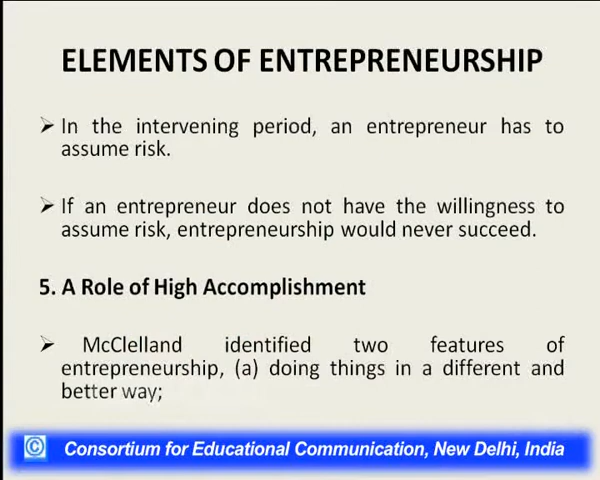 ELEMENTS OF ENTREPRENEURSHIP
➢ In the intervening period, an entrepreneur has to
assume risk.
➢ If an entrepreneur does not have the willingness to
assume risk, entrepreneurship would never succeed.
5. A Role of High Accomplishment
➢ McClelland identified two features of
entrepreneurship, (a) doing things in a different and
better way;
© Consortium for Educational Communication, New Delhi, India